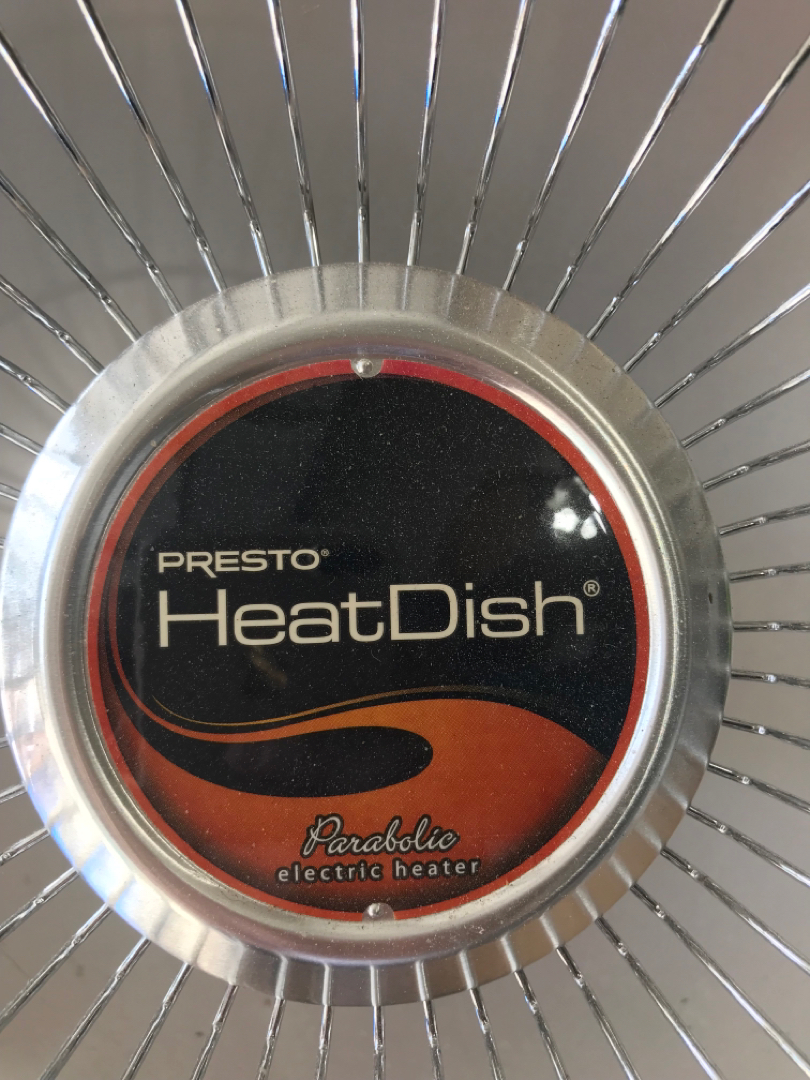 PRESTO®
HeatDish®
Parabolic
electric heater